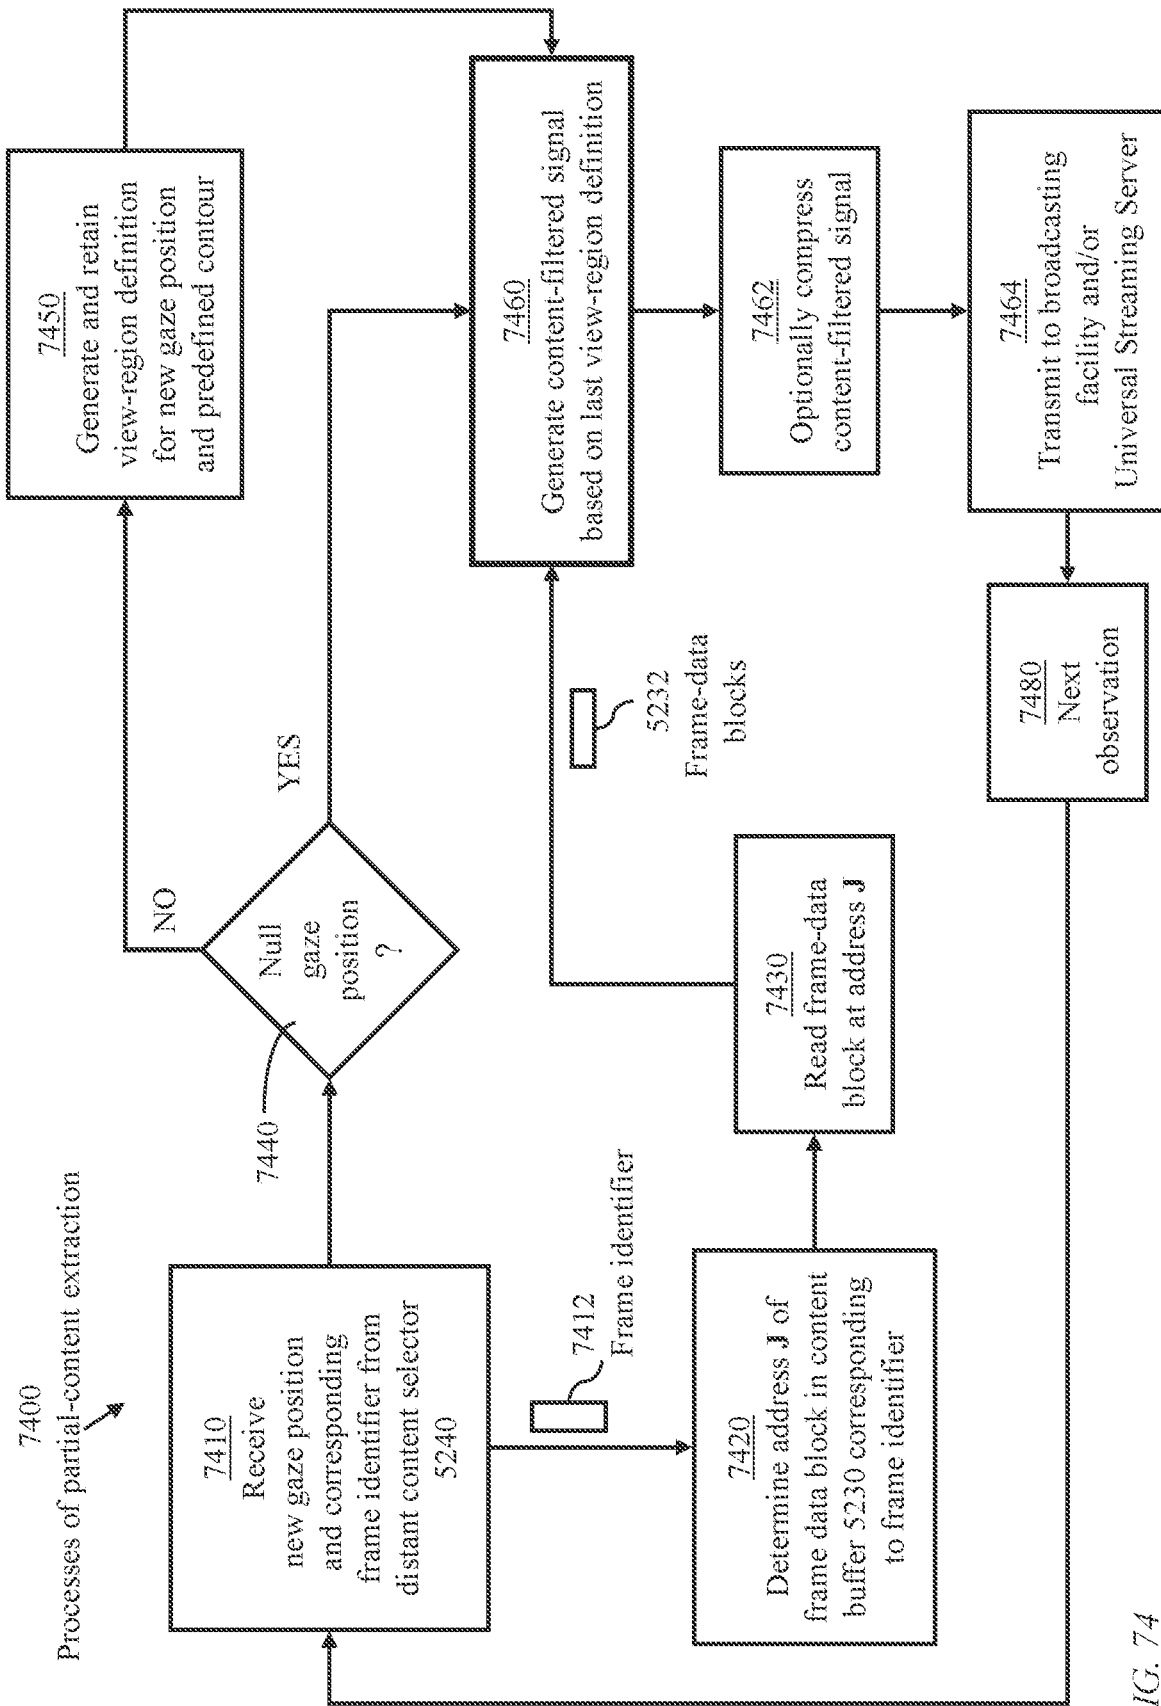 7400
Processes of partial-content extraction
7410
Receive
new gaze position
and corresponding
frame identifier from
distant content selector
5240
7440
Null
gaze
position
?
NO
YES
7450
Generate and retain
view-region definition
for new gaze position
and predefined contour
7412
Frame identifier
7420
Determine address J of
frame data block in content
buffer 5230 corresponding
to frame identifier
7430
Read frame-data
block at address J
5232
Frame-data
blocks
7460
Generate content-filtered signal
based on last view-region definition
7462
Optionally compress
content-filtered signal
7464
Transmit to broadcasting
facility and/or
Universal Streaming Server
7480
Next
observation
IG. 74